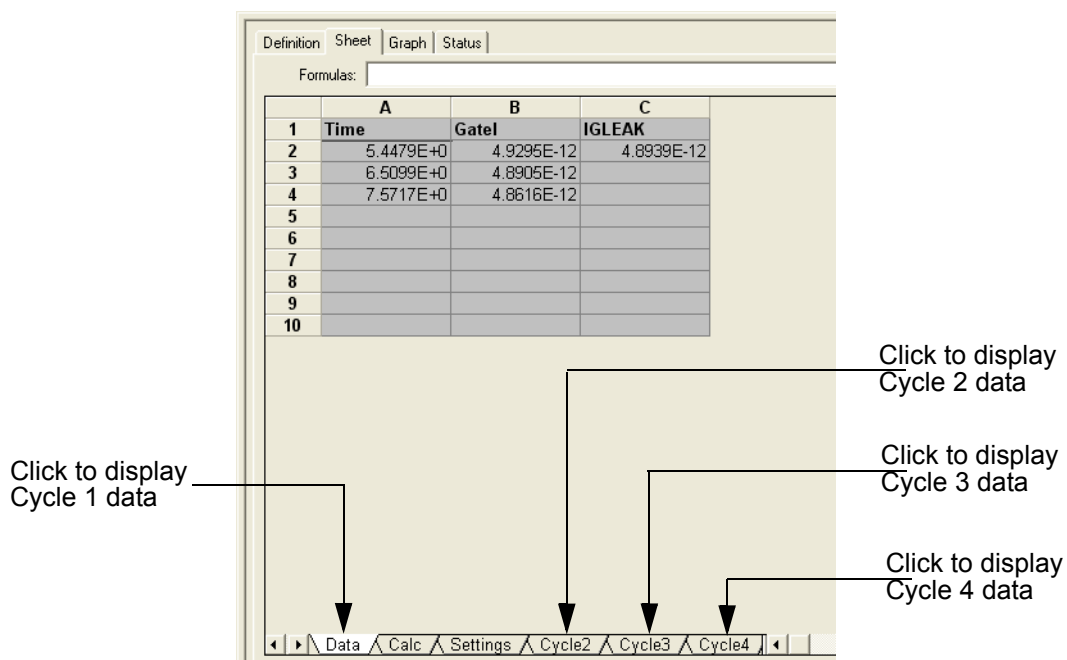 Definition Sheet Graph Status
Formulas:
A B C
1 Time GateI IGLEAK
2 5.4479E+0 4.9295E-12 4.8939E-12
3 6.5099E+0 4.8905E-12
4 7.5717E+0 4.8616E-12
5
6
7
8
9
10
Click to display
Cycle 2 data
Click to display
Cycle 3 data
Click to display
Cycle 1 data
Click to display
Cycle 4 data
Data Calc Settings Cycle2 Cycle3 Cycle4